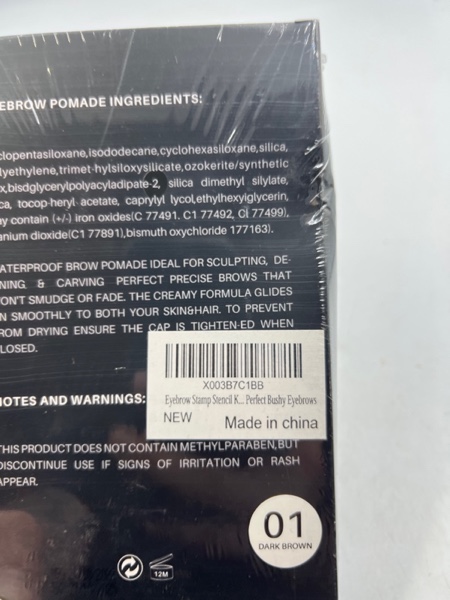 EBROW POMADE INGREDIENTS:
clopentasiloxane,isododecane,cyclohexasiloxane,silica,
lyethylene,trimet-hylsiloxysilicate,ozokerite/synthetic
x,bisdglycerylpolyacyladipate-2, silica dimethyl silylate,
ca, tocop-heryl acetate, caprylyl lycol,ethylhexylglycerin,
ay contain (+/-) iron oxides(C 77491. C1 77492, CI 77499),
anium dioxide(C1 77891),bismuth oxychloride 177163).
ATERPROOF BROW POMADE IDEAL FOR SCULPTING, DE-
NING & CARVING PERFECT PRECISE BROWS THAT
ON'T SMUDGE OR FADE. THE CREAMY FORMULA GLIDES
N SMOOTHLY TO BOTH YOUR SKIN&HAIR. TO PREVENT
ROM DRYING ENSURE THE CAP IS TIGHTEN-ED WHEN
LOSED.
X003B7C1BB
Eyebrow Stamp Stencil K... Perfect Bushy Eyebrows
NEW
Made in china
NOTES AND WARNINGS:
THIS PRODUCT DOES NOT CONTAIN METHYLPARABEN,BUT
DISCONTINUE USE IF SIGNS OF IRRITATION OR RASH
APPEAR.
01
DARK BROWN
12M